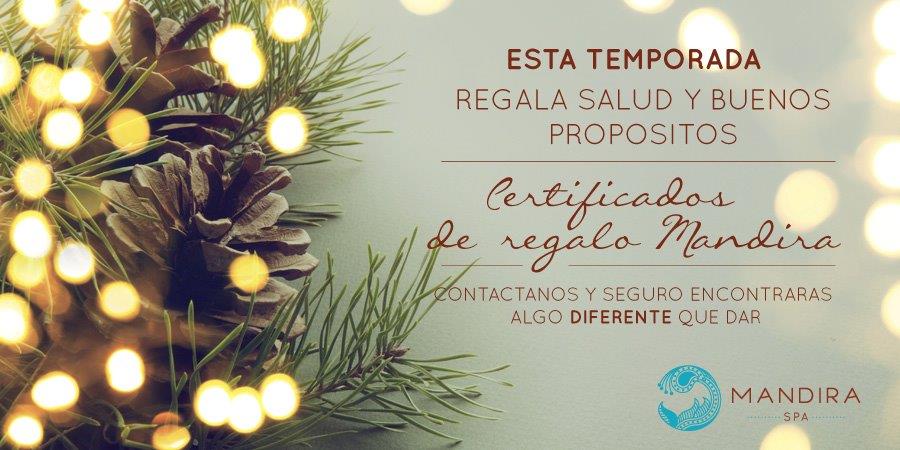 ESTA TEMPORADA
REGALA SALUD Y BUENOS
PROPOSITOS
Certificados
de regalo Mandira
CONTACTANOS Y SEGURO ENCONTRARAS
ALGO DIFERENTE QUE DAR
MANDIRA
SPA